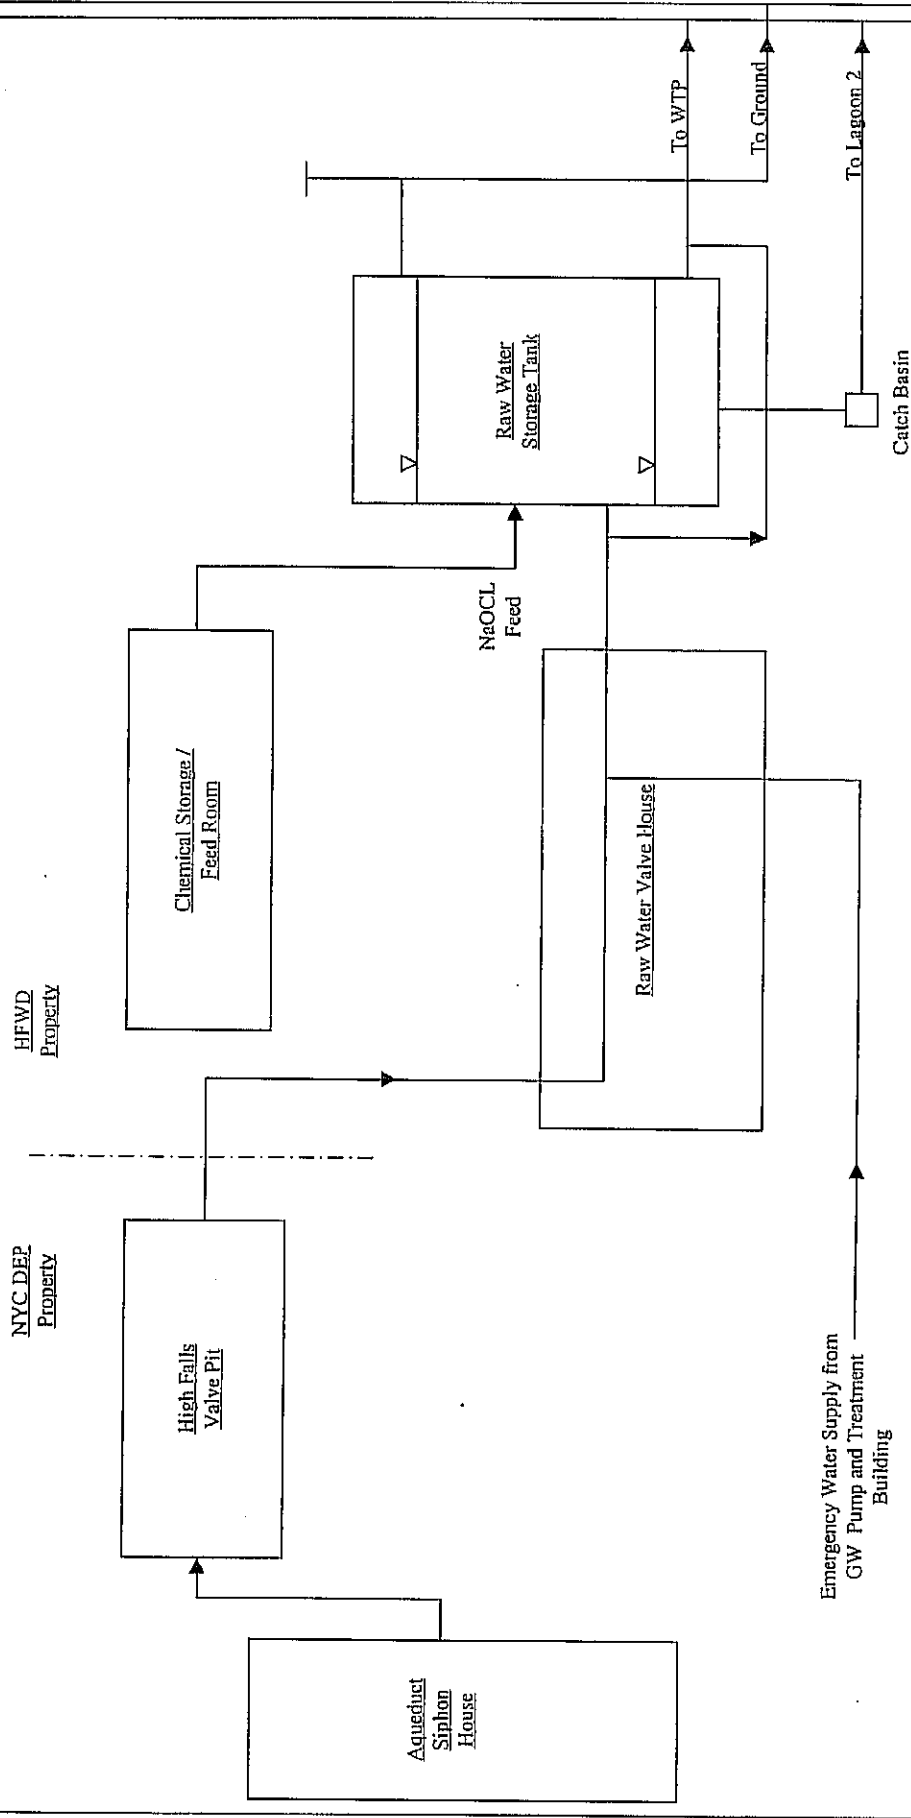 NYC DEP
Property
HFWD
Property
Aqueduct
Siphon
House
High Falls
Valve Pit
Chemical Storage /
Feed Room
NaOCL
Feed
Raw Water
Storage Tank
Raw Water Valve House
To WTP
To Ground
To Lagoon 2
Catch Basin
Emergency Water Supply from
GW Pump and Treatment
Building